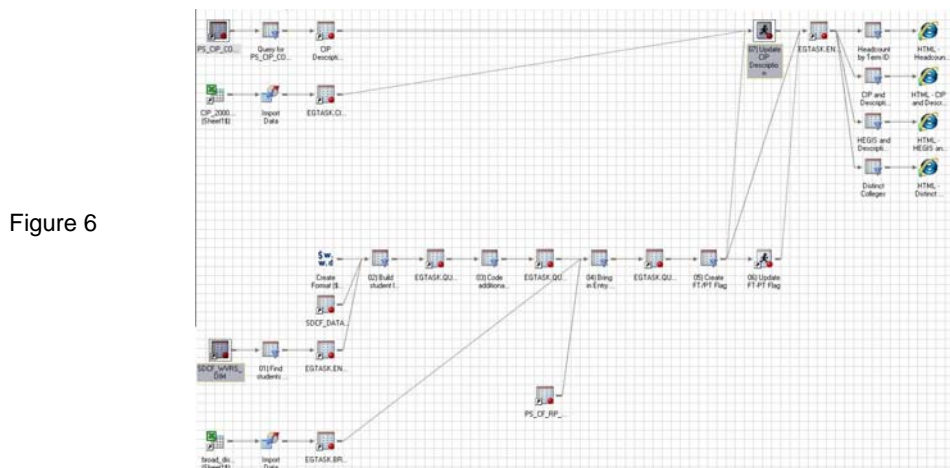 Figure 6
PS_CIP_CO...
Query for
PS_CIP_CO...
CIP
Descripti...
07) Update
CIP
Descriptio
n
EGTASK.EN...
Headcount
by Term ID
HTML -
Headcoun...
CIP_2000...
(Sheet1$)
Import
Data
EGTASK.CI...
CIP and
Descripti...
HTML - CIP
and Descr...
HEGIS and
Descripti...
HTML -
HEGIS an...
Distinct
Colleges
HTML -
Distinct ...
$w.
w.d
Create
Format ($...
02) Build
student l...
EGTASK.QU...
03) Code
additiona...
EGTASK.QU...
04) Bring
in Entry ...
EGTASK.QU...
05) Create
FT/PT Flag
06) Update
FT-PT Flag
SDCF_DATA...
SDCF_WVRS_
DIM
01) Find
students ...
EGTASK.EN...
PS_CF_RP_...
broad_dis...
(Sheet1$)
Import
Data
EGTASK.BR...